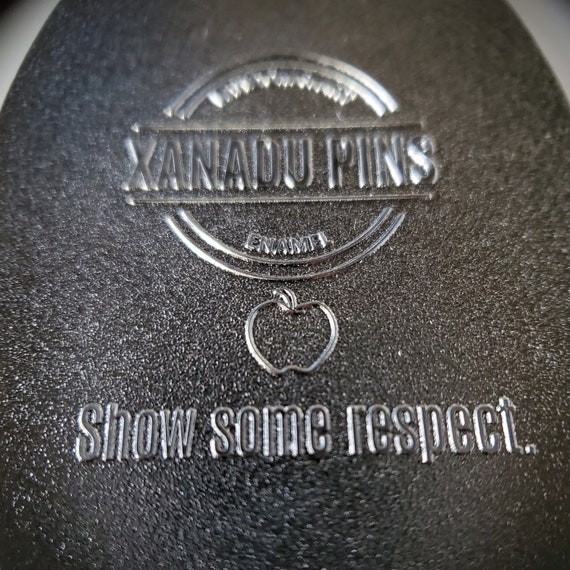 XANADU PINS
ENAMEL
Show some respect.